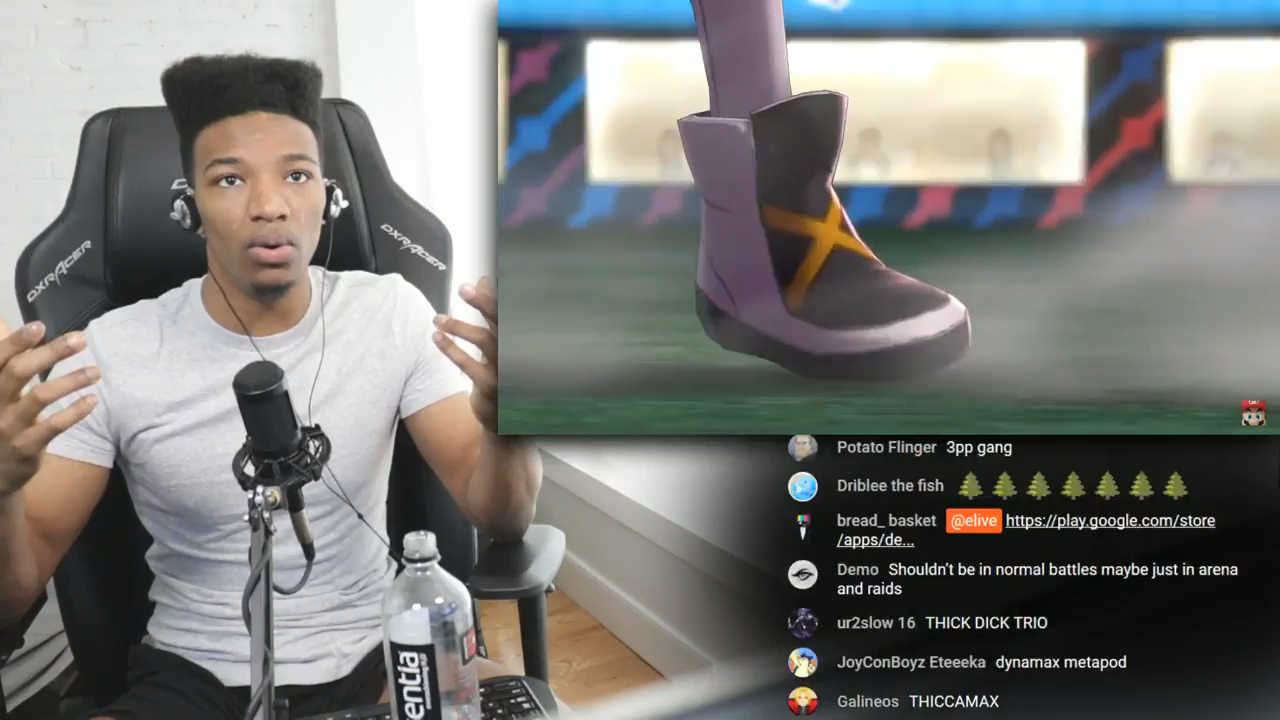 DXRACER
DXRACER
entia
Potato Flinger 3pp gang
Driblee the fish
bread_ basket @elive https://play.google.com/store
/apps/de...
Demo Shouldn't be in normal battles maybe just in arena
and raids
ur2slow 16 THICK DICK TRIO
JoyConBoyz Eteeeka dynamax metapod
Galineos THICCAMAX